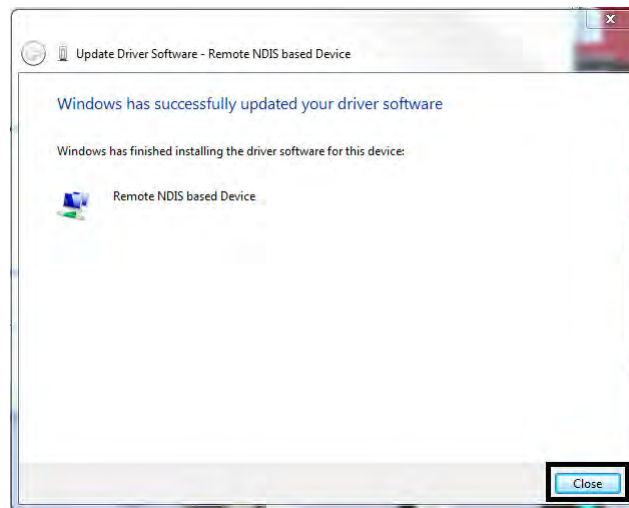 x
Update Driver Software - Remote NDIS based Device
Windows has successfully updated your driver software
Windows has finished installing the driver software for this device:
Remote NDIS based Device
Close